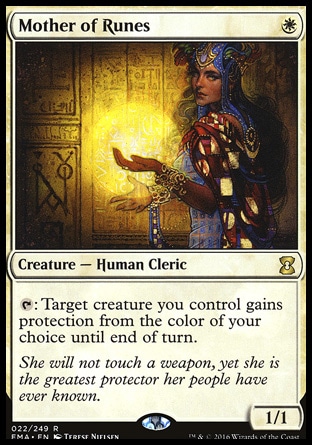 Mother of Runes
Creature — Human Cleric
: Target creature you control gains
protection from the color of your
choice until end of turn.
She will not touch a weapon, yet she is
the greatest protector her people have
ever known.
1/1
022/249 R
EMA • EN Terese Nielsen
™ & © 2016 Wizards of the Coast